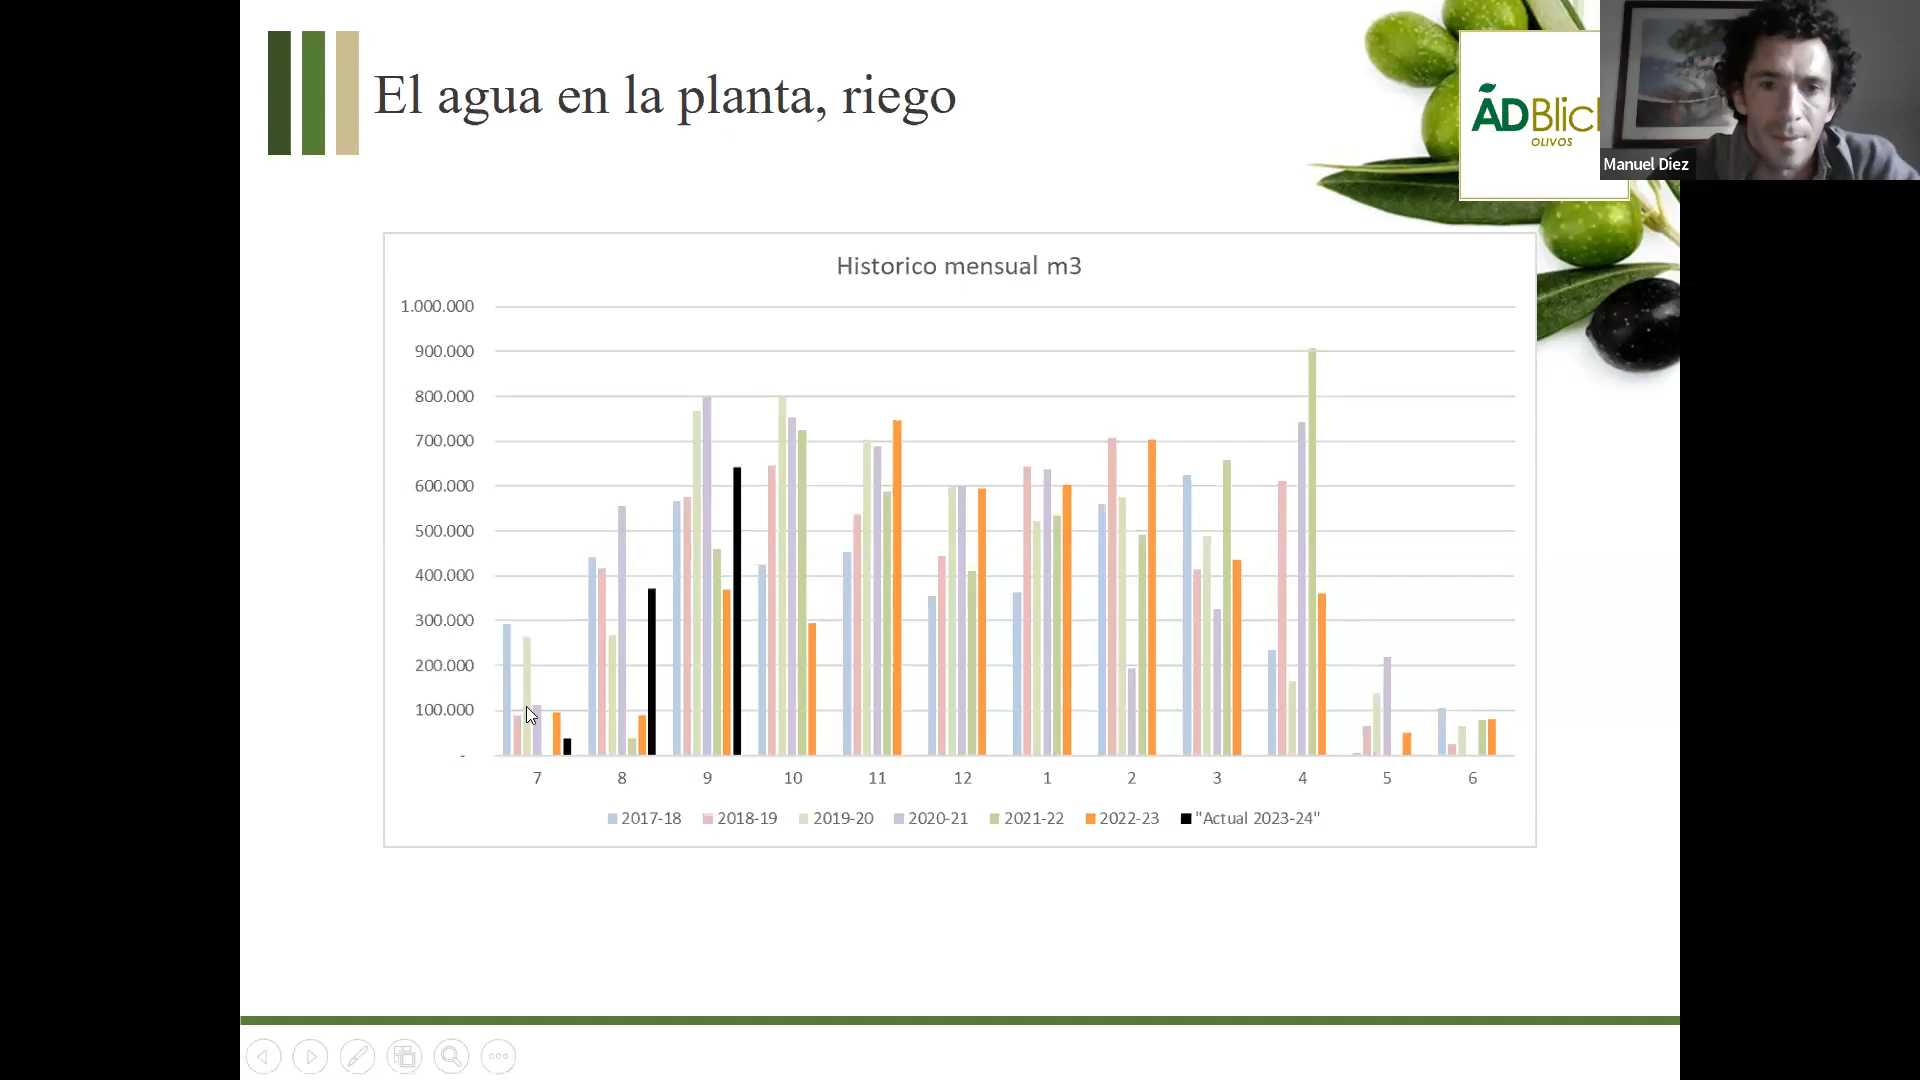 El agua en la planta, riego
ADBlick
OLIVOS
Manuel Diez
Historico mensual m3
1.000.000
900.000
800.000
700.000
600.000
500.000
400.000
300.000
200.000
100.000
-
7 8 9 10 11 12 1 2 3 4 5 6
2017-18 2018-19 2019-20 2020-21 2021-22 2022-23 "Actual 2023-24"